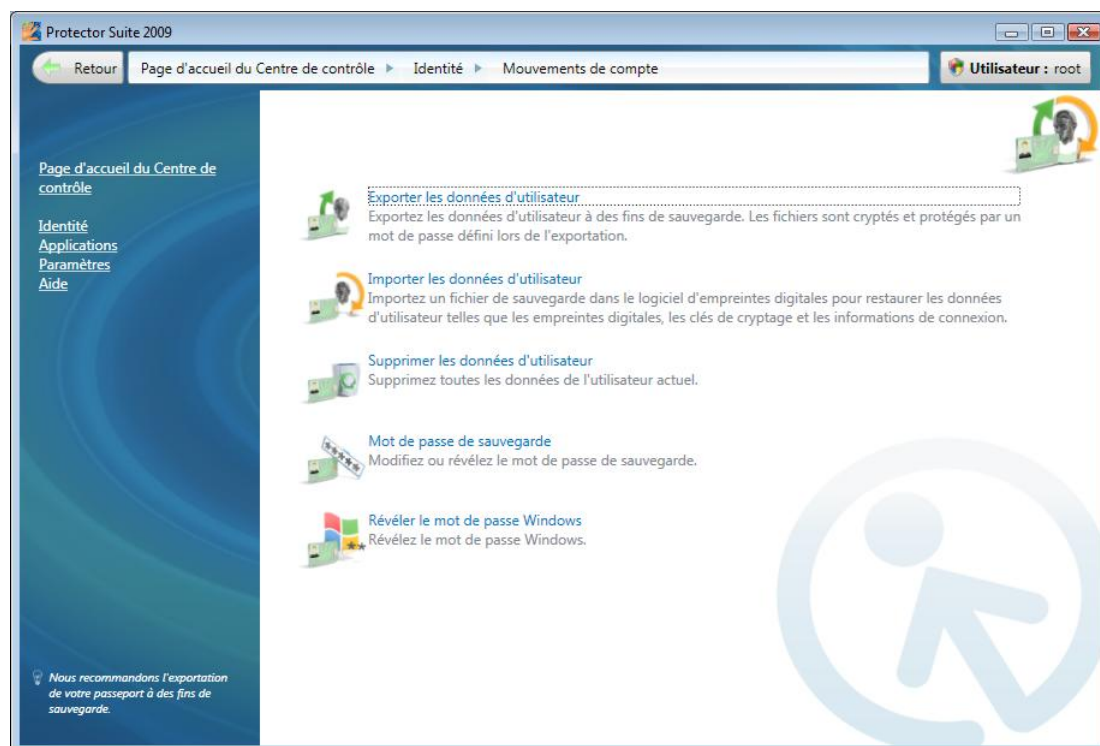 Protector Suite 2009
Retour
Page d'accueil du Centre de contrôle
Identité
Mouvements de compte
Utilisateur : root
Page d'accueil du Centre de
contrôle
Identité
Applications
Paramètres
Aide
Exporter les données d'utilisateur
Exportez les données d'utilisateur à des fins de sauvegarde. Les fichiers sont cryptés et protégés par un
mot de passe défini lors de l'exportation.
Importer les données d'utilisateur
Importez un fichier de sauvegarde dans le logiciel d'empreintes digitales pour restaurer les données
d'utilisateur telles que les empreintes digitales, les clés de cryptage et les informations de connexion.
Supprimer les données d'utilisateur
Supprimez toutes les données de l'utilisateur actuel.
Mot de passe de sauvegarde
Modifiez ou révélez le mot de passe de sauvegarde.
Révéler le mot de passe Windows
Révélez le mot de passe Windows.
Nous recommandons l'exportation
de votre passeport à des fins de
sauvegarde.